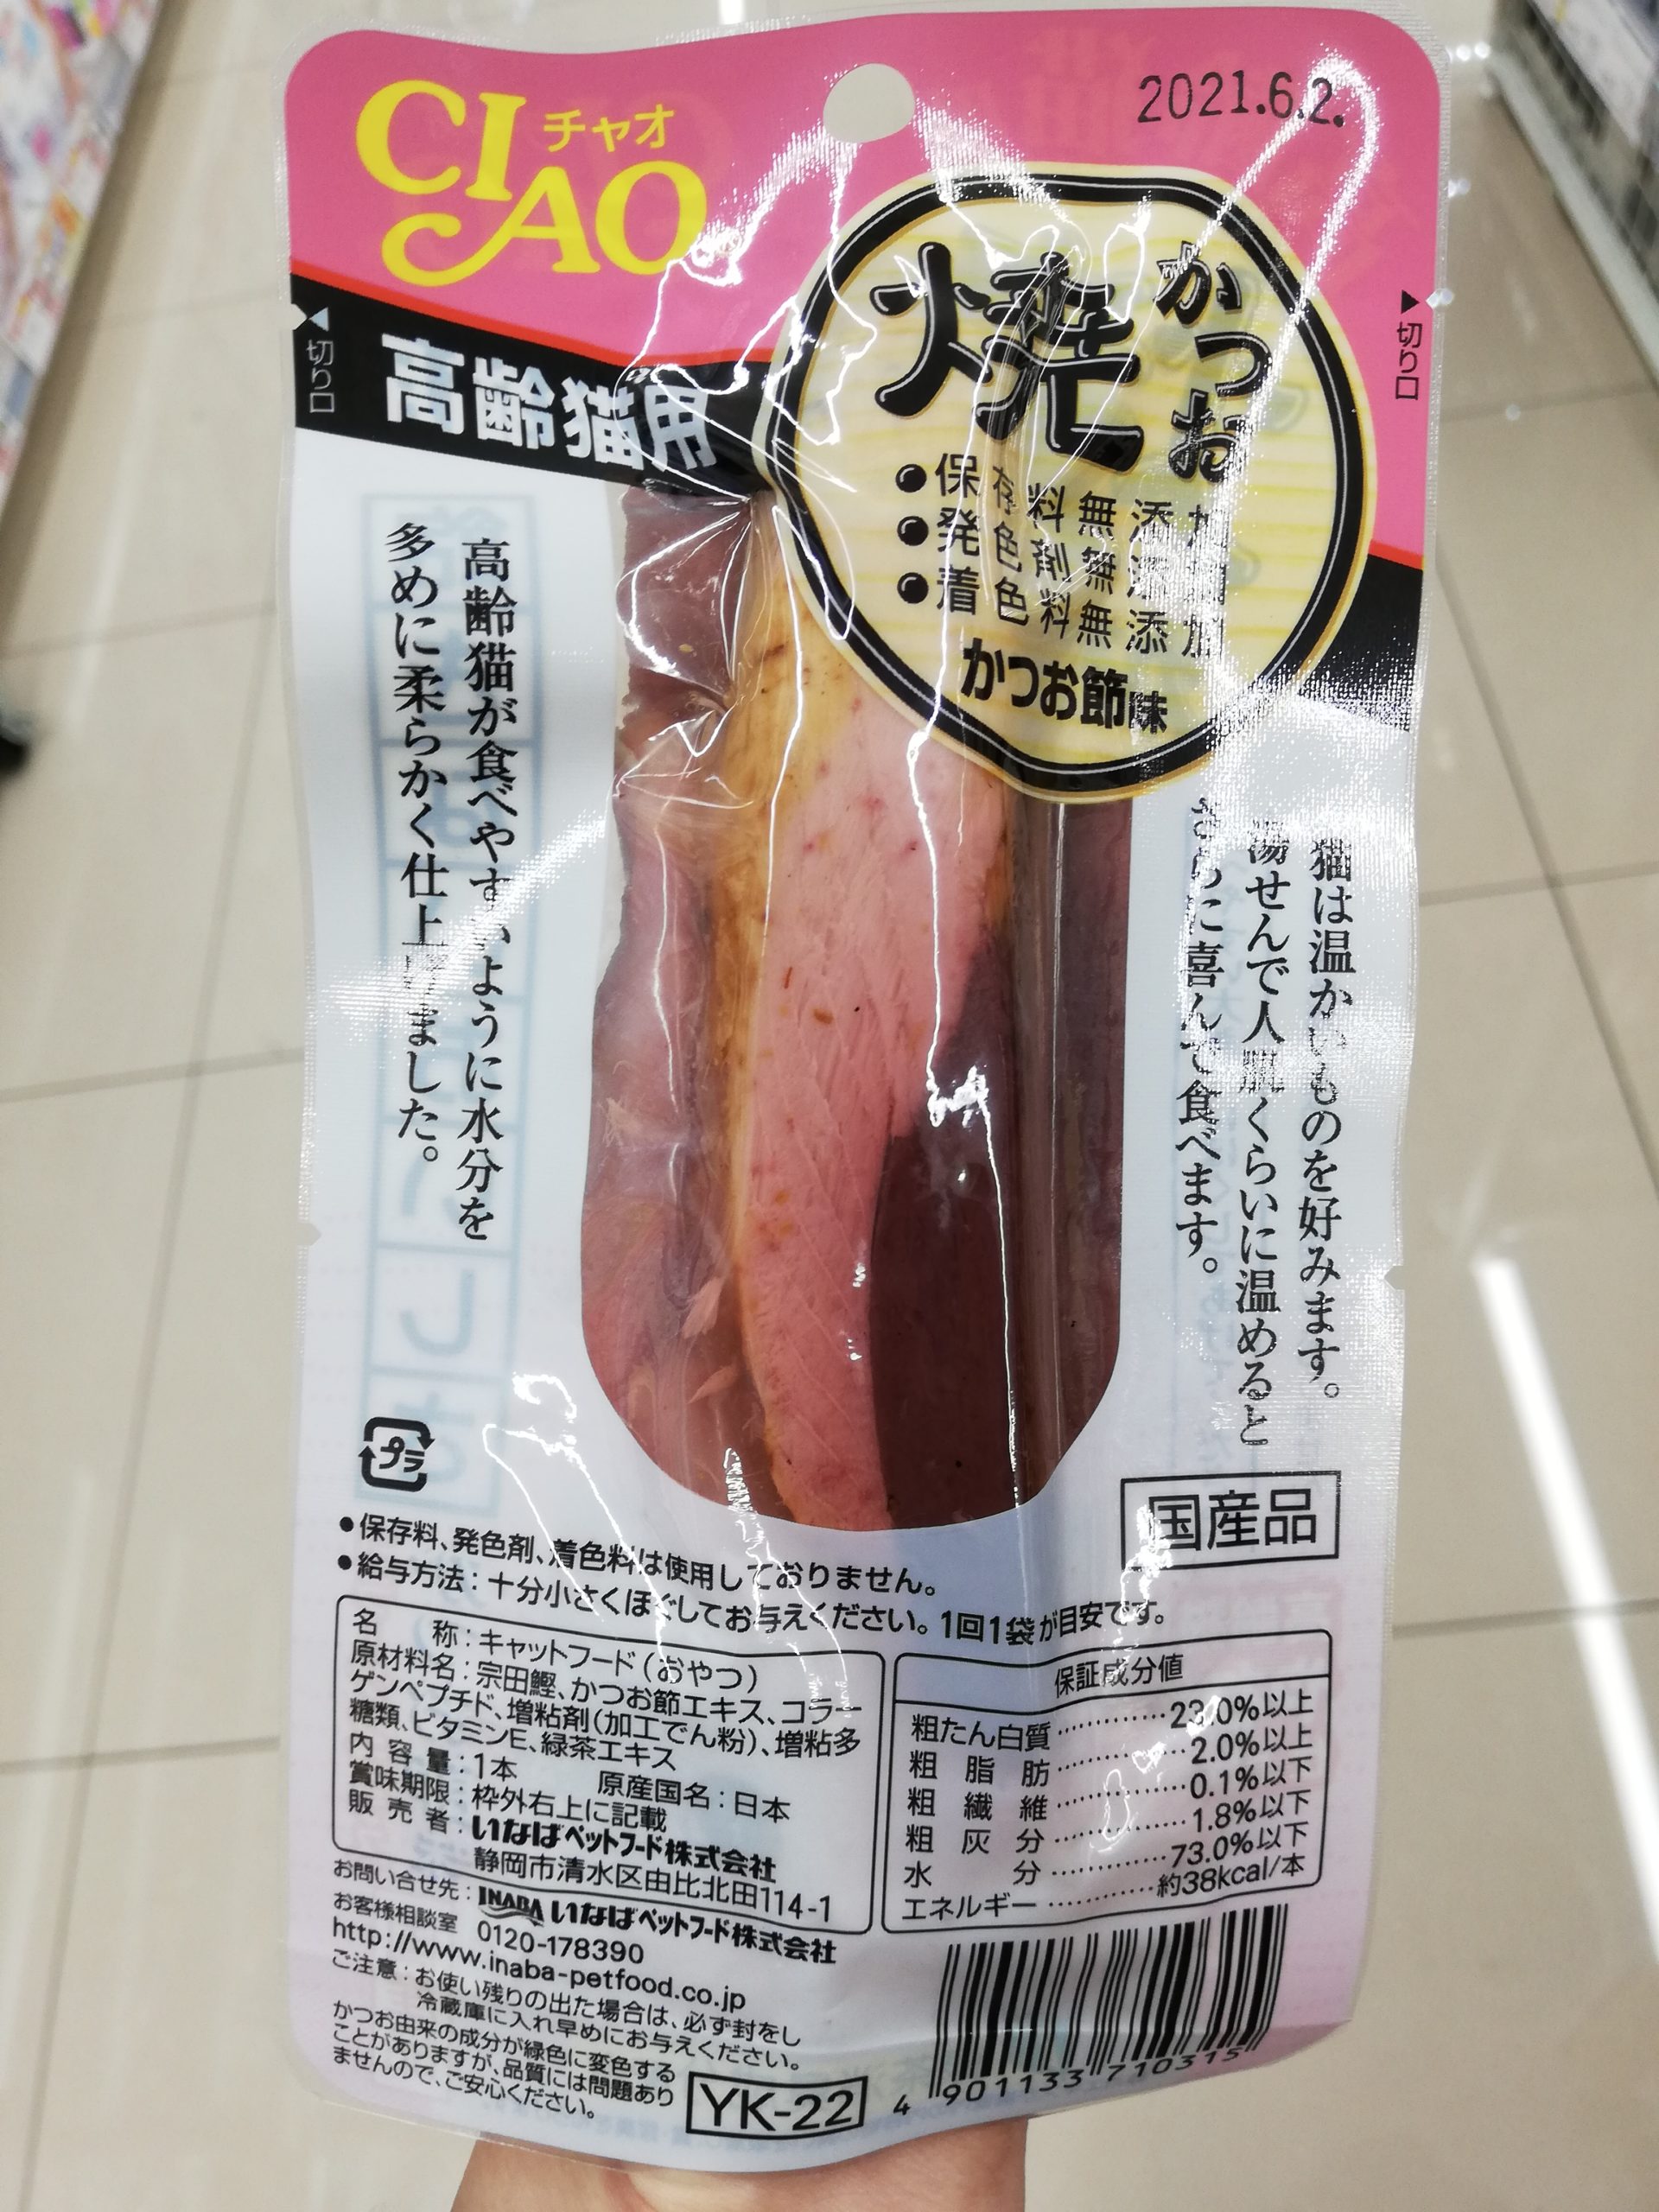 CIAO
チャオ
2021.6.2.
切り口
切り口
高齢猫用
かつお
焼
●保存料無添加
●発色剤無添加
●着色料無添加
かつお節味
高齢猫が食べやすいように水分を
多めに柔らかく仕上げました。
猫は温かいものを好みます。
湯せんで人肌くらいに温めると
さらに喜んで食べます。
プラ
国産品
●保存料、発色剤、着色料は使用しておりません。
●給与方法：十分小さくほぐしてお与えください。1回1袋が目安です。
名称：キャットフード（おやつ）
原材料名：宗田鰹、かつお節エキス、コラー
ゲンペプチド、増粘剤（加工でん粉）、増粘多
糖類、ビタミンE、緑茶エキス
内容量：1本 原産国名：日本
賞味期限：枠外右上に記載
販売者：いなばペットフード株式会社
静岡市清水区由比北田114-1
保証成分値
粗たん白質…………23.0%以上
粗脂肪…………2.0%以上
粗繊維…………0.1%以下
粗灰分…………1.8%以下
水分…………73.0%以下
エネルギー…………約38kcal/本
お問い合せ先：INABA いなばペットフード株式会社
お客様相談室 0120-178390
http://www.inaba-petfood.co.jp
ご注意：お使い残りの出た場合は、必ず封をし
冷蔵庫に入れ早めにお与えください。
かつお由来の成分が緑色に変色する
ことがありますが、品質には問題あり
ませんので、ご安心ください。
YK-22
4 901133 710315